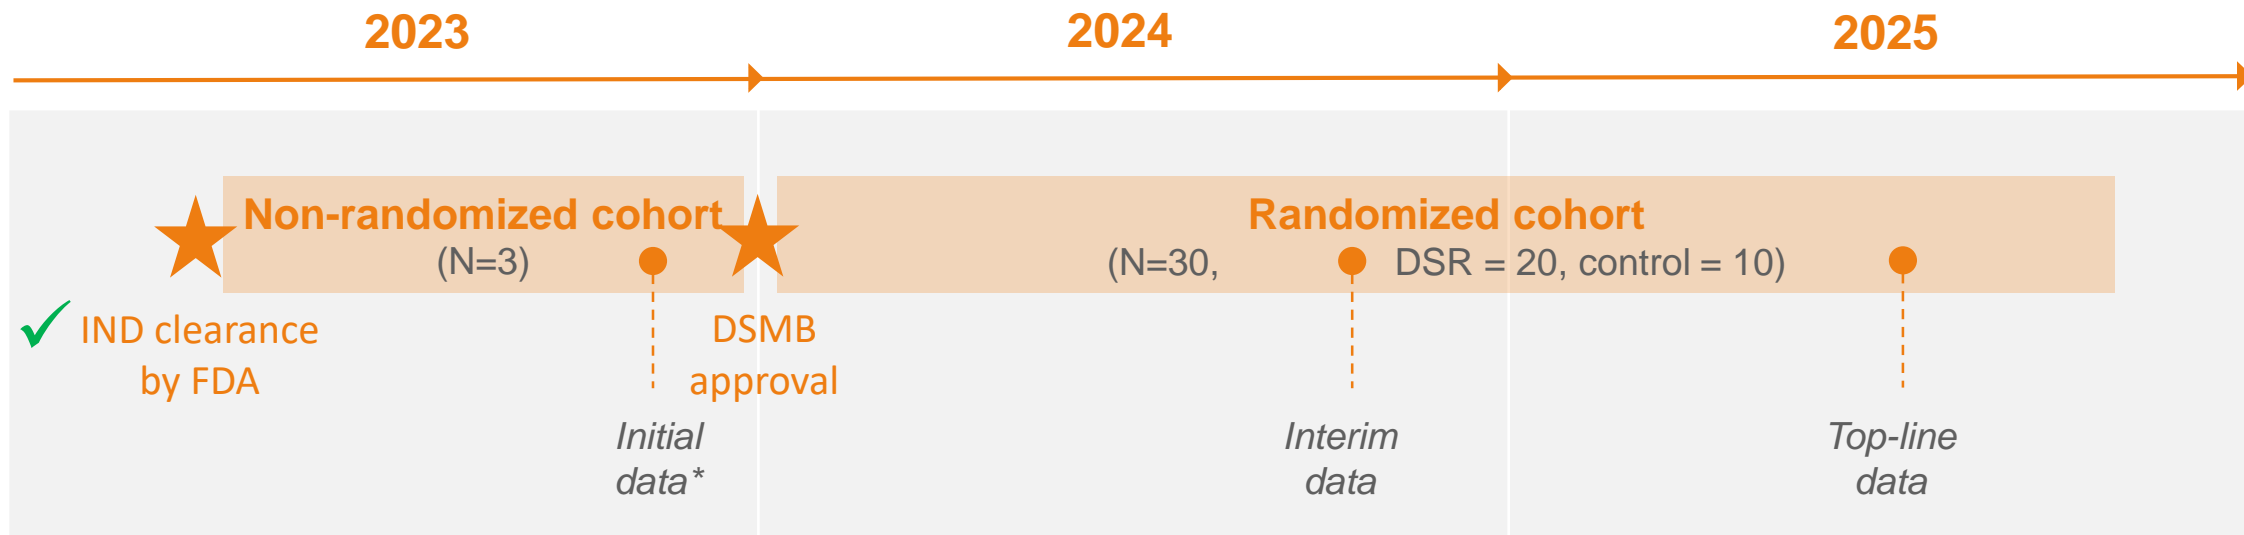 2023
2024
2025
Non-randomized cohort
(N=3)
Randomized cohort
(N=30, DSR = 20, control = 10)
IND clearance
by FDA
DSMB
approval
Initial
data*
Interim
data
Top-line
data